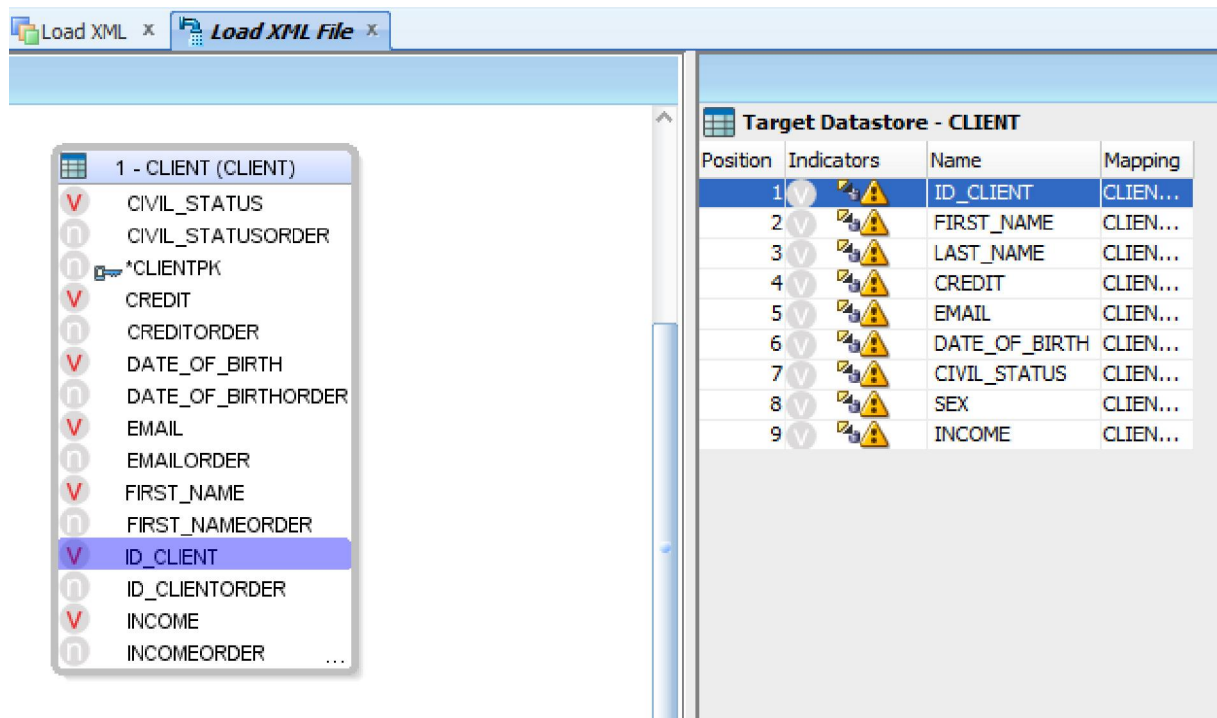 Load XML x Load XML File x
1 - CLIENT (CLIENT)
V CIVIL_STATUS
n CIVIL_STATUSORDER
n *CLIENTPK
V CREDIT
n CREDITORDER
V DATE_OF_BIRTH
n DATE_OF_BIRTHORDER
V EMAIL
n EMAILORDER
V FIRST_NAME
n FIRST_NAMEORDER
V ID_CLIENT
n ID_CLIENTORDER
V INCOME
n INCOMEORDER ...
Target Datastore - CLIENT
Position Indicators Name Mapping
1 V ID_CLIENT CLIEN...
2 V FIRST_NAME CLIEN...
3 V LAST_NAME CLIEN...
4 V CREDIT CLIEN...
5 V EMAIL CLIEN...
6 V DATE_OF_BIRTH CLIEN...
7 V CIVIL_STATUS CLIEN...
8 V SEX CLIEN...
9 V INCOME CLIEN...